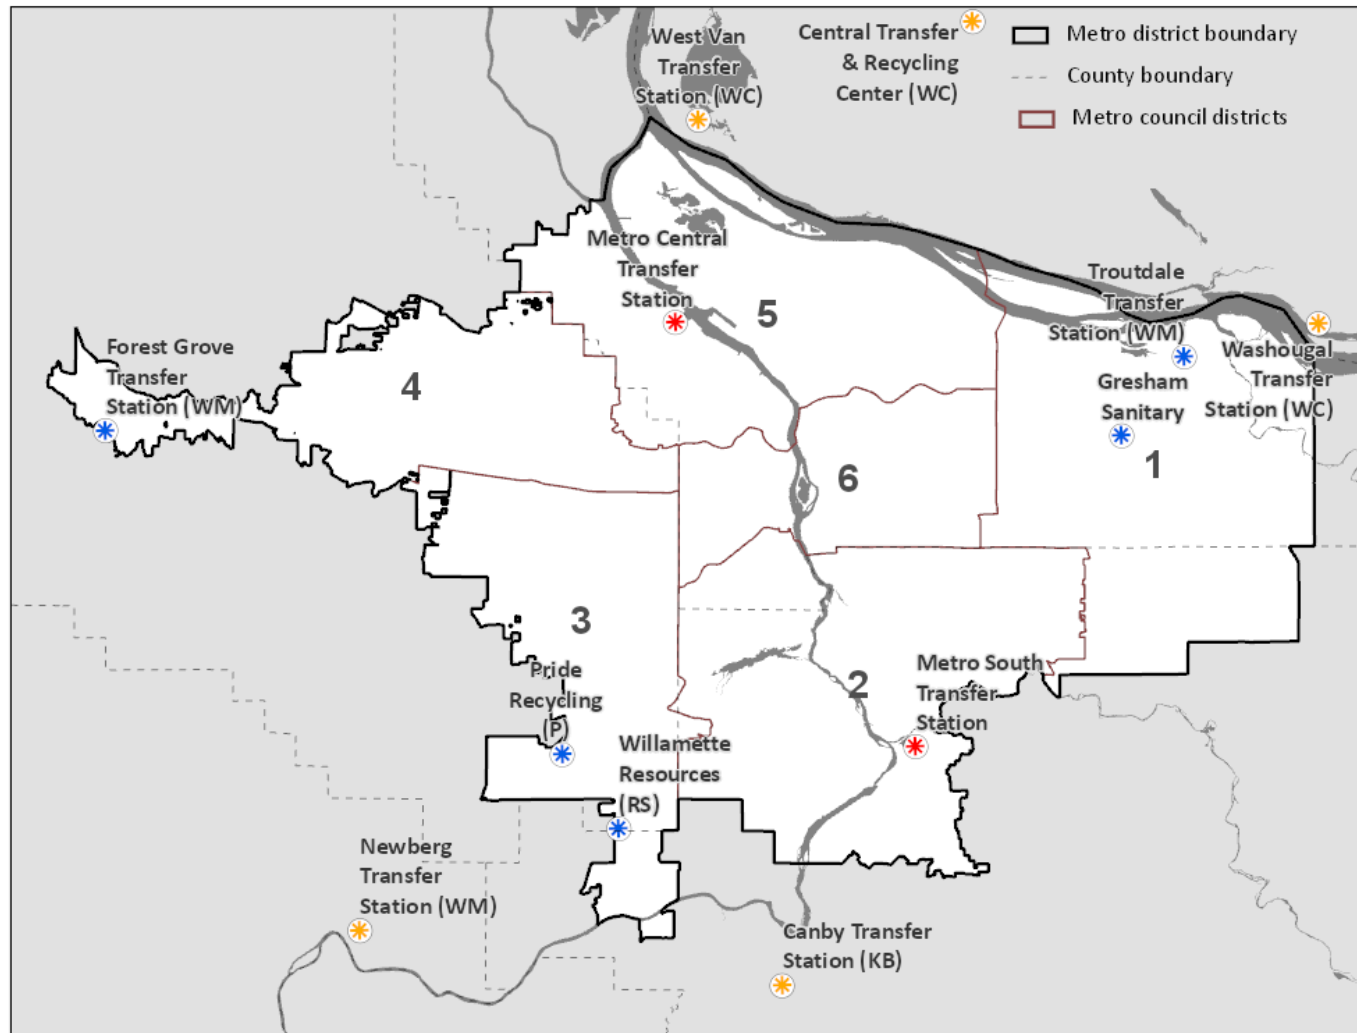 West Van
Transfer
Station (WC)
Central Transfer
& Recycling
Center (WC)
Metro district boundary
County boundary
Metro council districts
Metro Central
Transfer
Station
5
Troutdale
Transfer
Station (WM)
Washougal
Transfer
Station (WC)
Gresham
Sanitary
1
Forest Grove
Transfer
Station (WM)
4
6
3
Pride
Recycling
(P)
2
Metro South
Transfer
Station
Willamette
Resources
(RS)
Newberg
Transfer
Station (WM)
Canby Transfer
Station (KB)